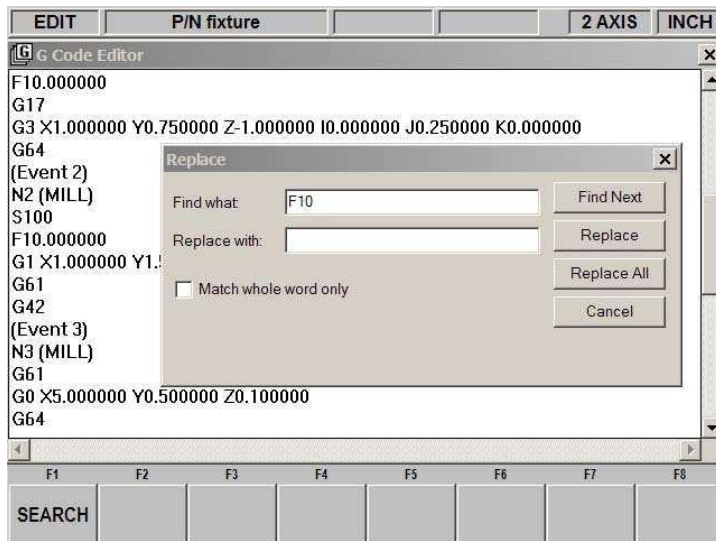 EDIT P/N fixture 2 AXIS INCH
G G Code Editor
F10.000000
G17
G3 X1.000000 Y0.750000 Z-1.000000 I0.000000 J0.250000 K0.000000
G64
(Event 2)
N2 (MILL)
S100
F10.000000
G1 X1.000000 Y1.
G61
G42
(Event 3)
N3 (MILL)
G61
G0 X5.000000 Y0.500000 Z0.100000
G64
Replace
Find what: F10 Find Next
Replace with: Replace
Match whole word only Replace All
Cancel
F1 F2 F3 F4 F5 F6 F7 F8
SEARCH